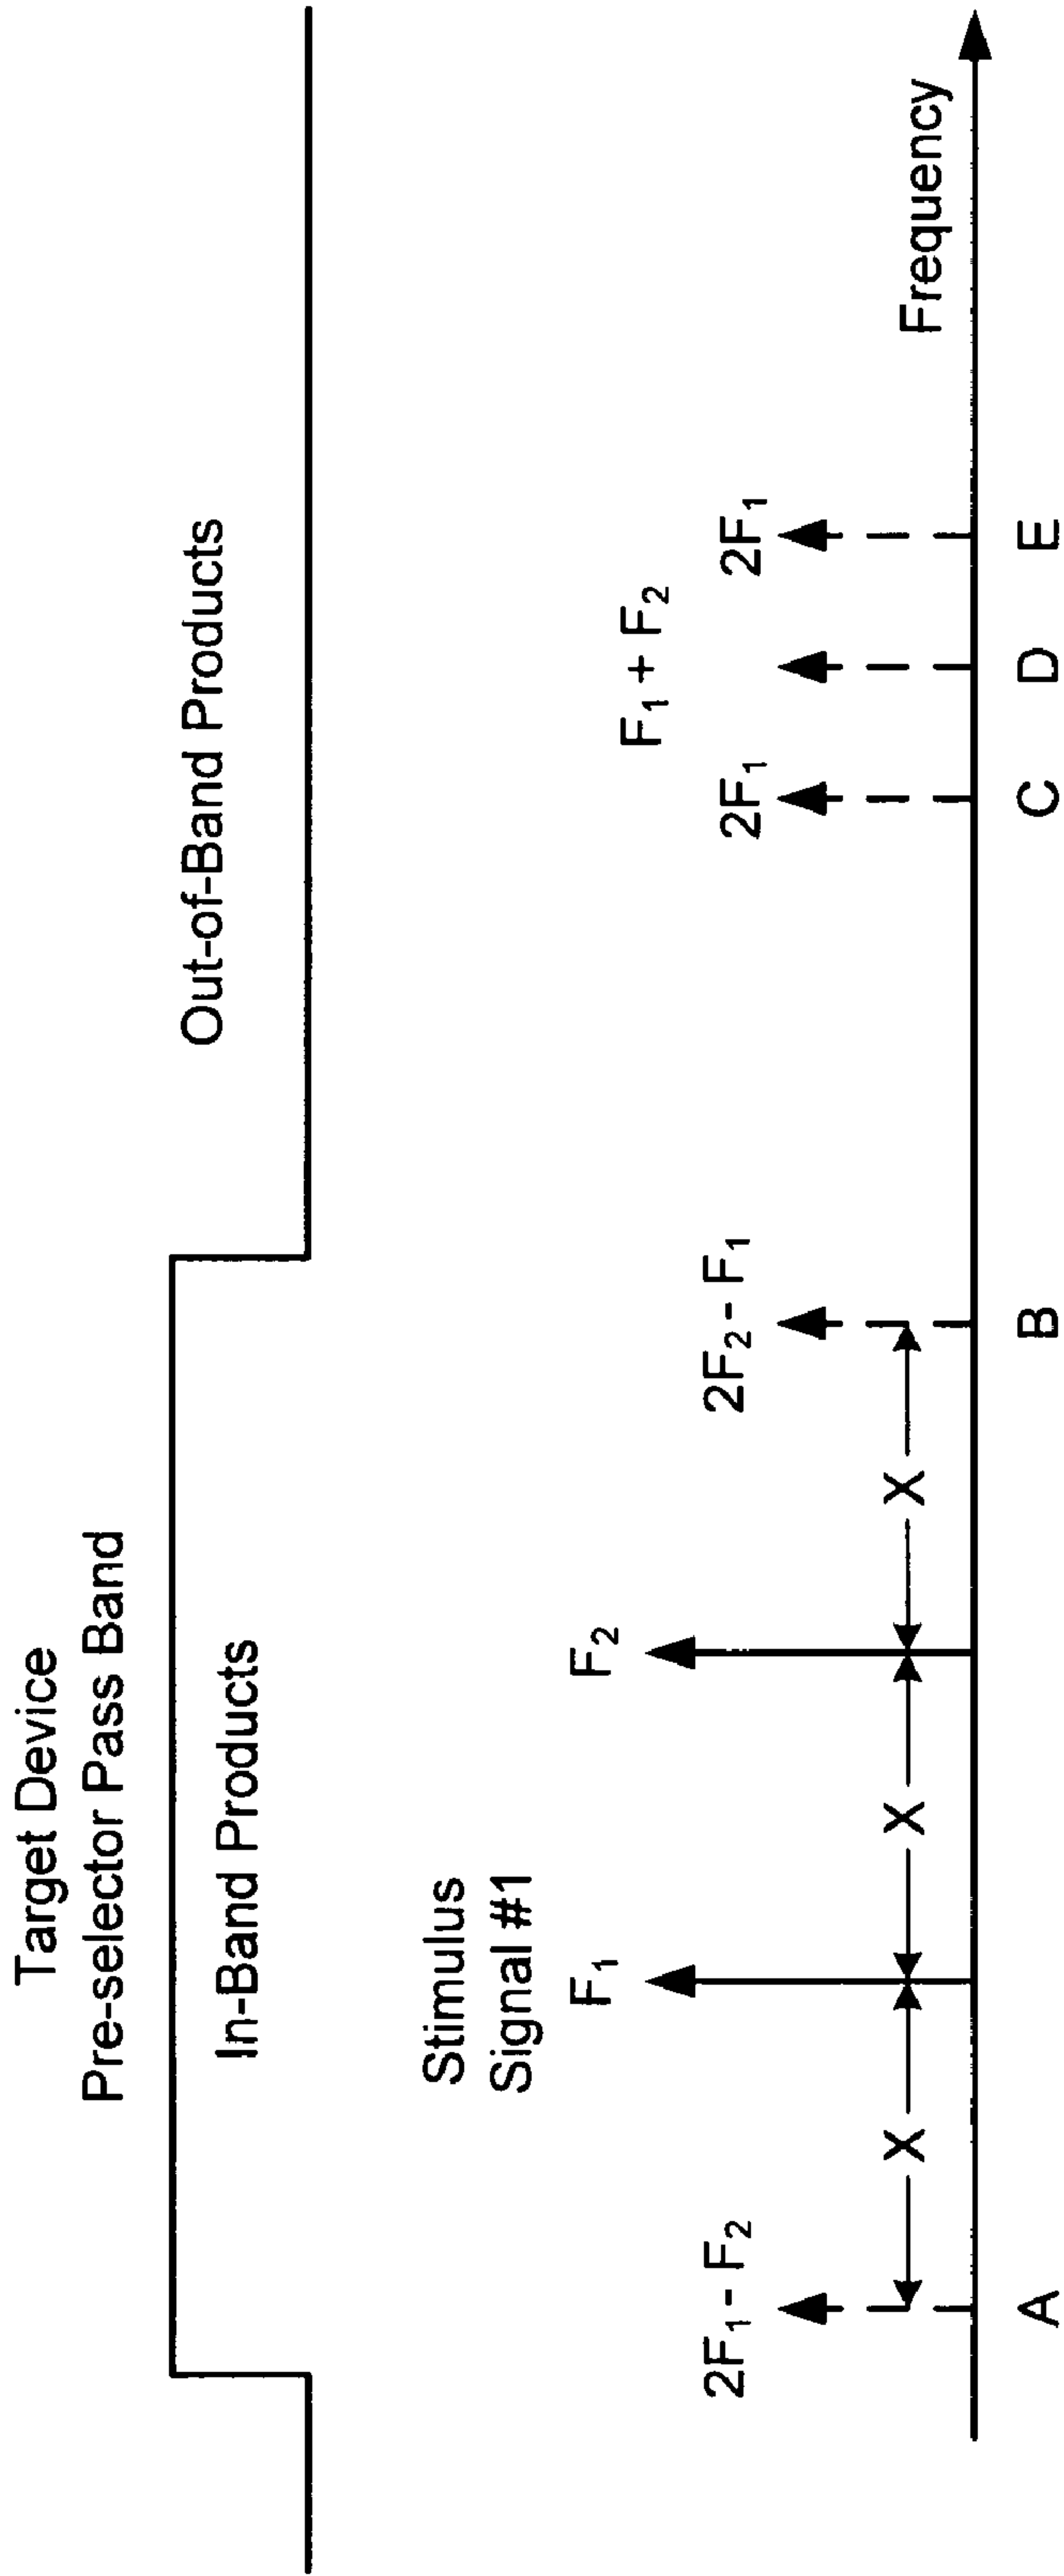 Target Device
Pre-selector Pass Band
In-Band Products
Out-of-Band Products
Stimulus
Signal #1
F₁
F₂
2F₁ - F₂
2F₂ - F₁
2F₁
F₁ + F₂
2F₁
X
X
X
Frequency
A
B
C
D
E